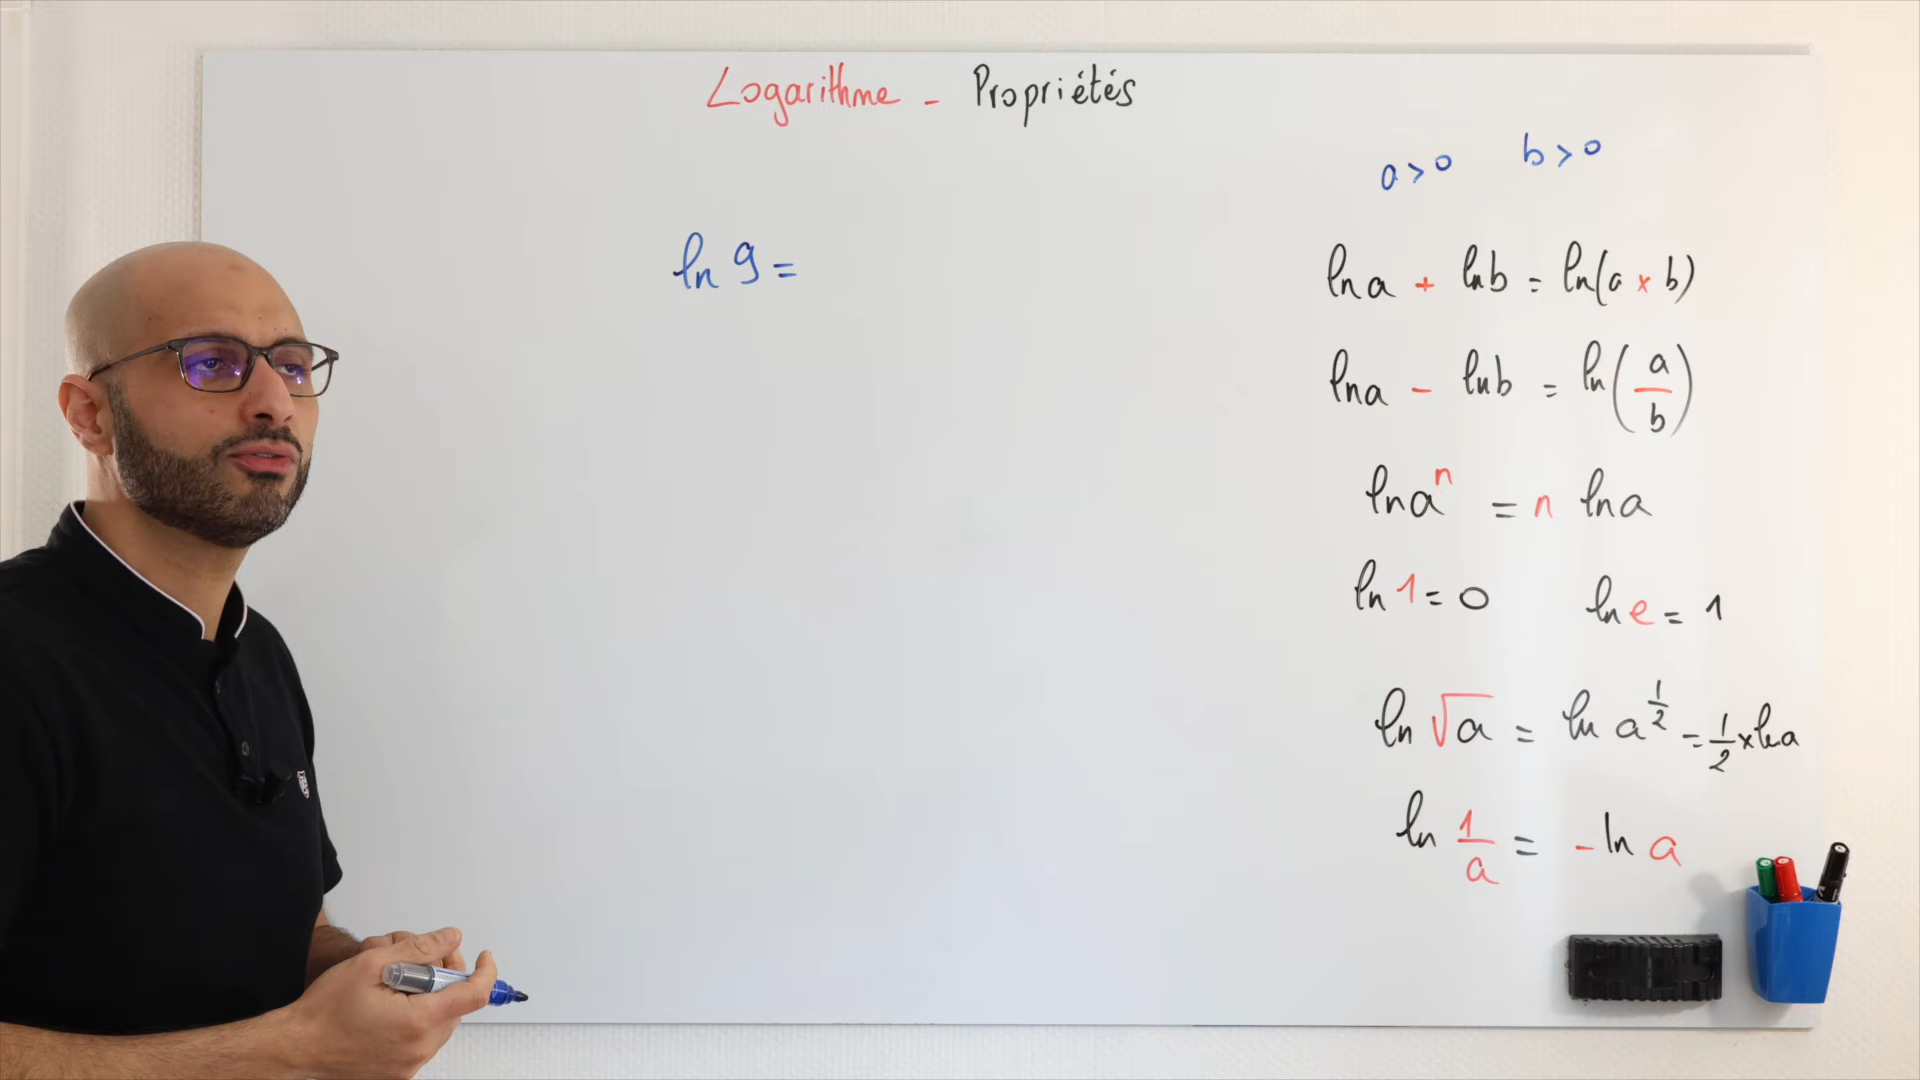 Logarithme - Propriétés
a > 0 b > 0
ln 9 =
ln a + ln b = ln(a × b)
ln a - ln b = ln(a/b)
ln aⁿ = n ln a
ln 1 = 0 ln e = 1
ln √a = ln a^(1/2) = 1/2 × ln a
ln 1/a = - ln a